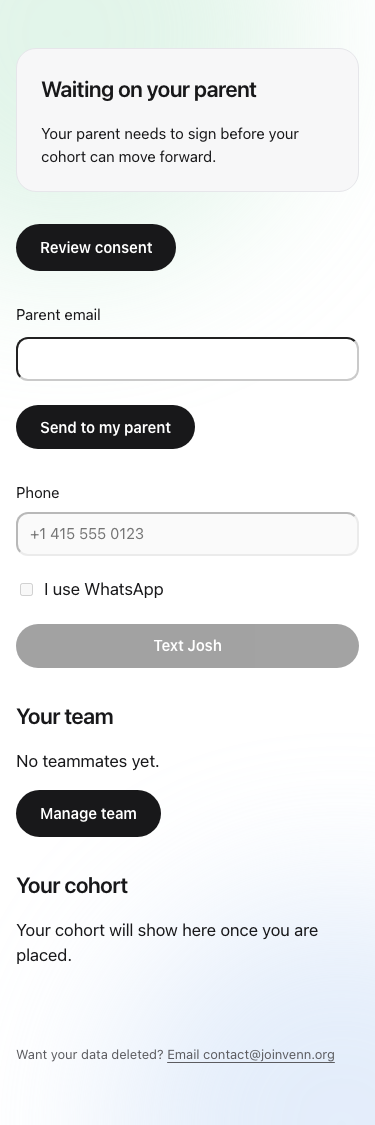 Waiting on your parent
Your parent needs to sign before your
cohort can move forward.
Review consent
Parent email
Send to my parent
Phone
+1 415 555 0123
I use WhatsApp
Text Josh
Your team
No teammates yet.
Manage team
Your cohort
Your cohort will show here once you are
placed.
Want your data deleted? Email contact@joinvenn.org